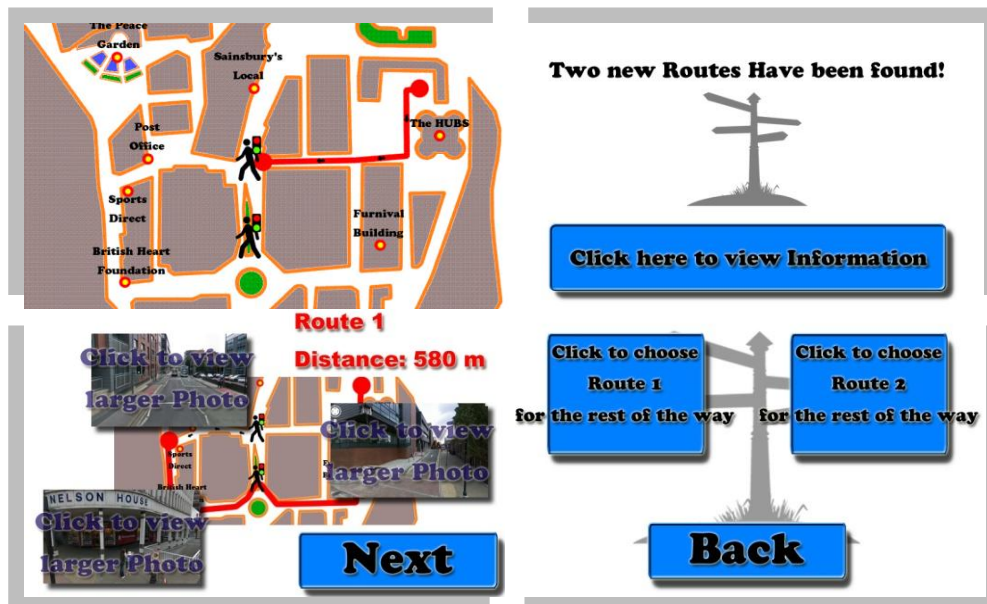 The Peace
Garden
Sainsbury's
Local
The HUBS
Post
Office
Sports
Direct
Furnival
Building
British Heart
Foundation
Two new Routes Have been found!
Click here to view Information
Route 1
Distance: 580 m
Click to view
larger Photo
Click to view
larger Photo
Sports
Direct
British Heart
NELSON HOUSE
Click to view
larger Photo
Next
Click to choose
Route 1
for the rest of the way
Click to choose
Route 2
for the rest of the way
Back